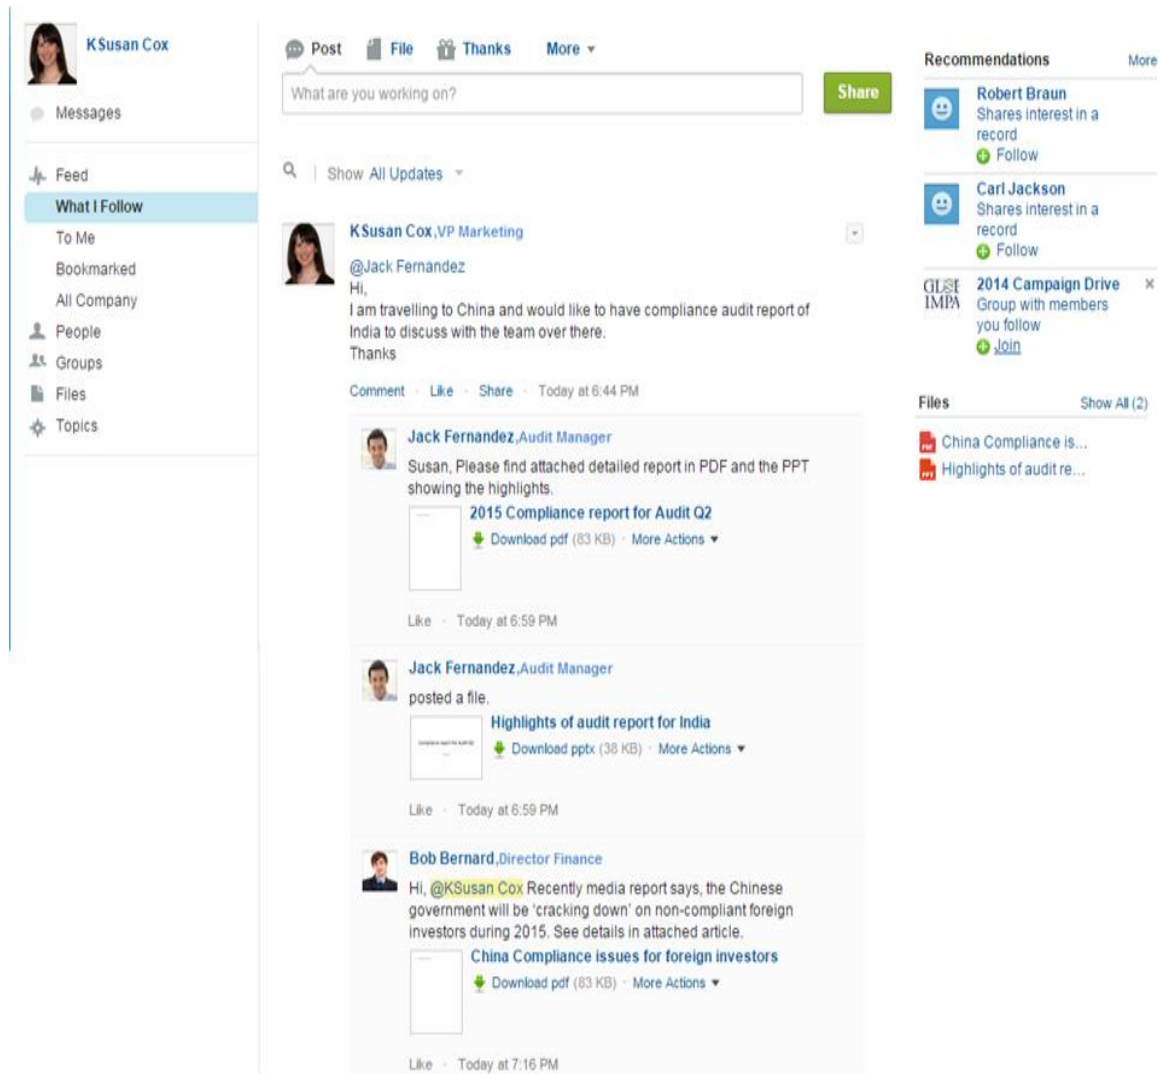 KSusan Cox
Messages
Feed
What I Follow
To Me
Bookmarked
All Company
People
Groups
Files
Topics
Post File Thanks More
What are you working on?
Share
Show All Updates
KSusan Cox,VP Marketing
@Jack Fernandez
Hi,
I am travelling to China and would like to have compliance audit report of
India to discuss with the team over there.
Thanks
Comment · Like · Share · Today at 6:44 PM
Jack Fernandez,Audit Manager
Susan, Please find attached detailed report in PDF and the PPT
showing the highlights.
2015 Compliance report for Audit Q2
Download pdf (83 KB) · More Actions
Like · Today at 6:59 PM
Jack Fernandez,Audit Manager
posted a file.
Highlights of audit report for India
Compliance report for Audit Q2
Download pptx (38 KB) · More Actions
Like · Today at 6:59 PM
Bob Bernard,Director Finance
Hi, @KSusan Cox Recently media report says, the Chinese
government will be ‘cracking down’ on non-compliant foreign
investors during 2015. See details in attached article.
China Compliance issues for foreign investors
Download pdf (83 KB) · More Actions
Like · Today at 7:16 PM
Recommendations More
Robert Braun
Shares interest in a
record
Follow
Carl Jackson
Shares interest in a
record
Follow
2014 Campaign Drive ×
Group with members
you follow
Join
IMPA
Files Show All (2)
China Compliance is...
Highlights of audit re...